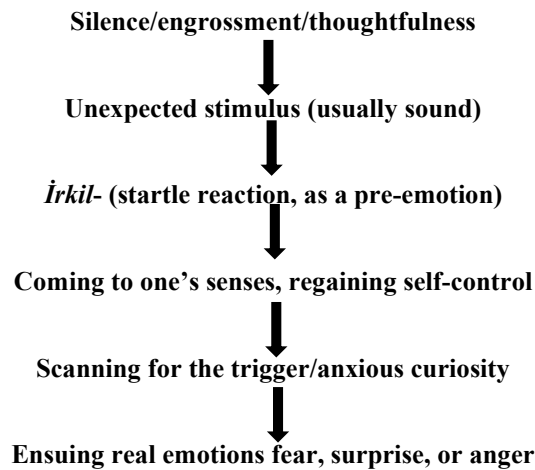 Silence/engrossment/thoughtfulness
Unexpected stimulus (usually sound)
İrkil- (startle reaction, as a pre-emotion)
Coming to one’s senses, regaining self-control
Scanning for the trigger/anxious curiosity
Ensuing real emotions fear, surprise, or anger